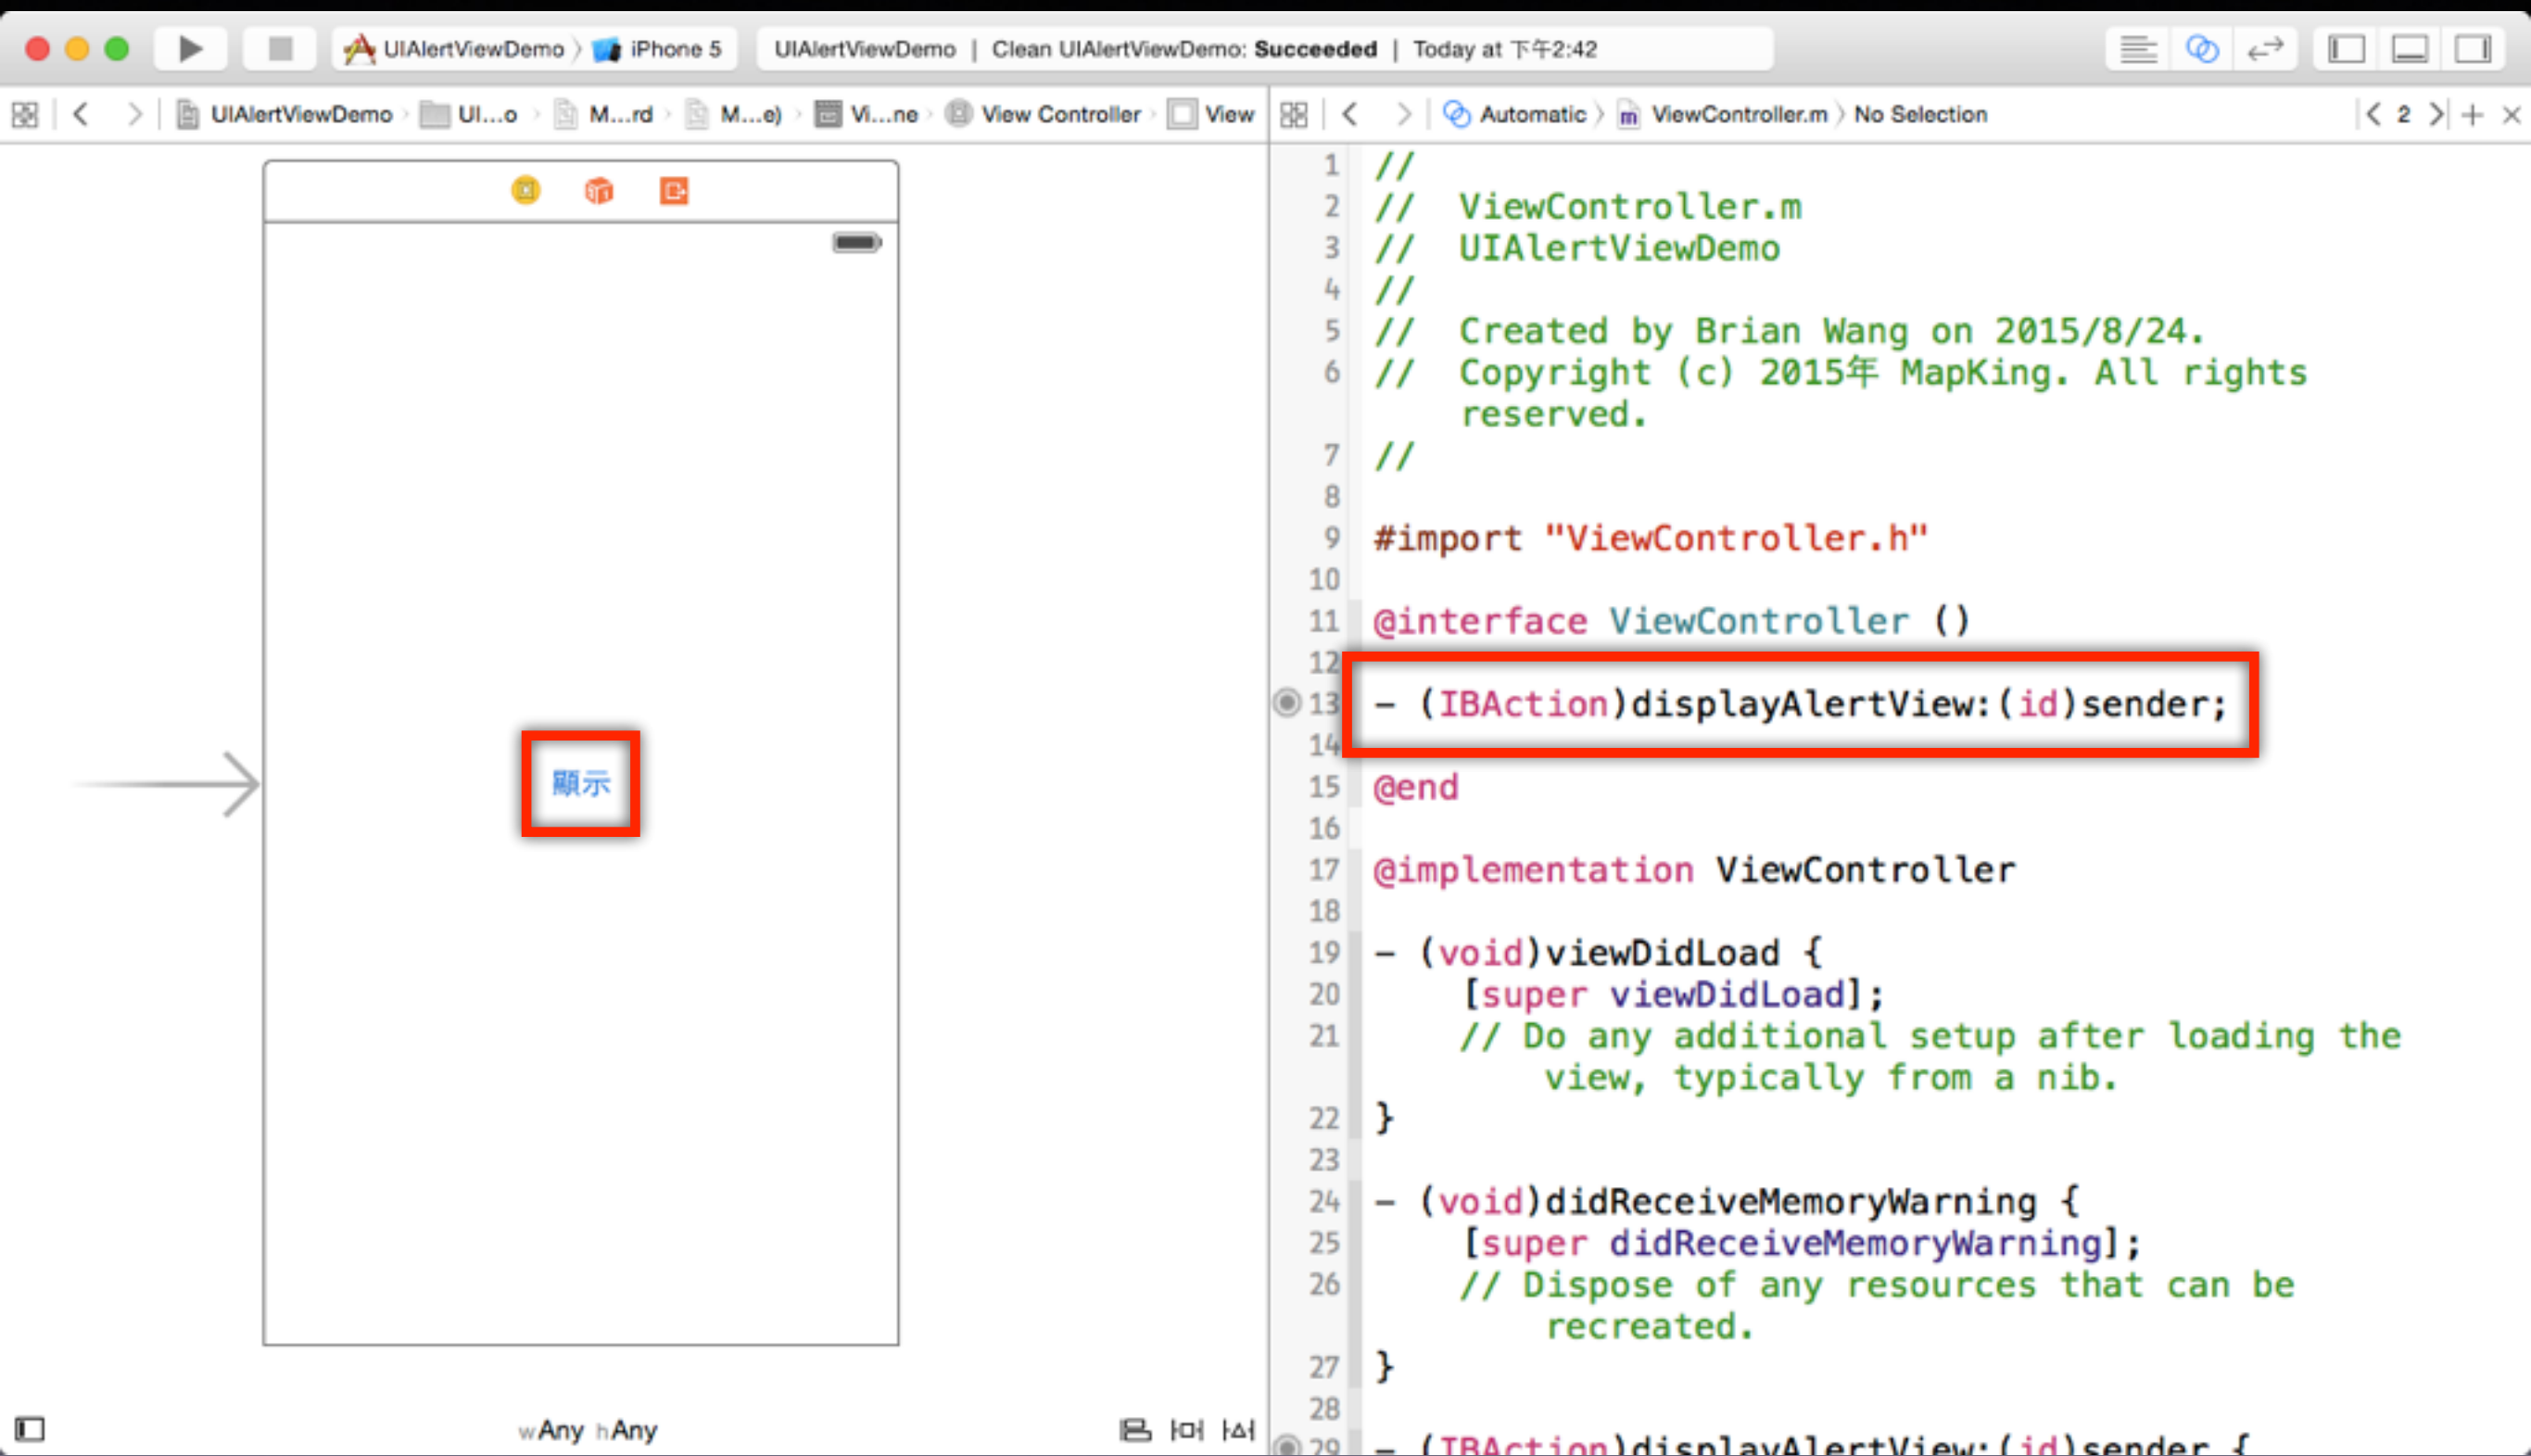 UIAlertViewDemo 〉 iPhone 5
UIAlertViewDemo | Clean UIAlertViewDemo: Succeeded | Today at 下午2:42
UIAlertViewDemo › UI...o › M...rd › M...e) › Vi...ne › View Controller › View
Automatic 〉 ViewController.m 〉 No Selection
2
顯示
wAny hAny
1 //
2 //  ViewController.m
3 //  UIAlertViewDemo
4 //
5 //  Created by Brian Wang on 2015/8/24.
6 //  Copyright (c) 2015年 MapKing. All rights
reserved.
7 //
8
9 #import "ViewController.h"
10
11 @interface ViewController ()
12
13 - (IBAction)displayAlertView:(id)sender;
14
15 @end
16
17 @implementation ViewController
18
19 - (void)viewDidLoad {
20     [super viewDidLoad];
21     // Do any additional setup after loading the
view, typically from a nib.
22 }
23
24 - (void)didReceiveMemoryWarning {
25     [super didReceiveMemoryWarning];
26     // Dispose of any resources that can be
recreated.
27 }
28
29 - (IBAction)displayAlertView:(id)sender {